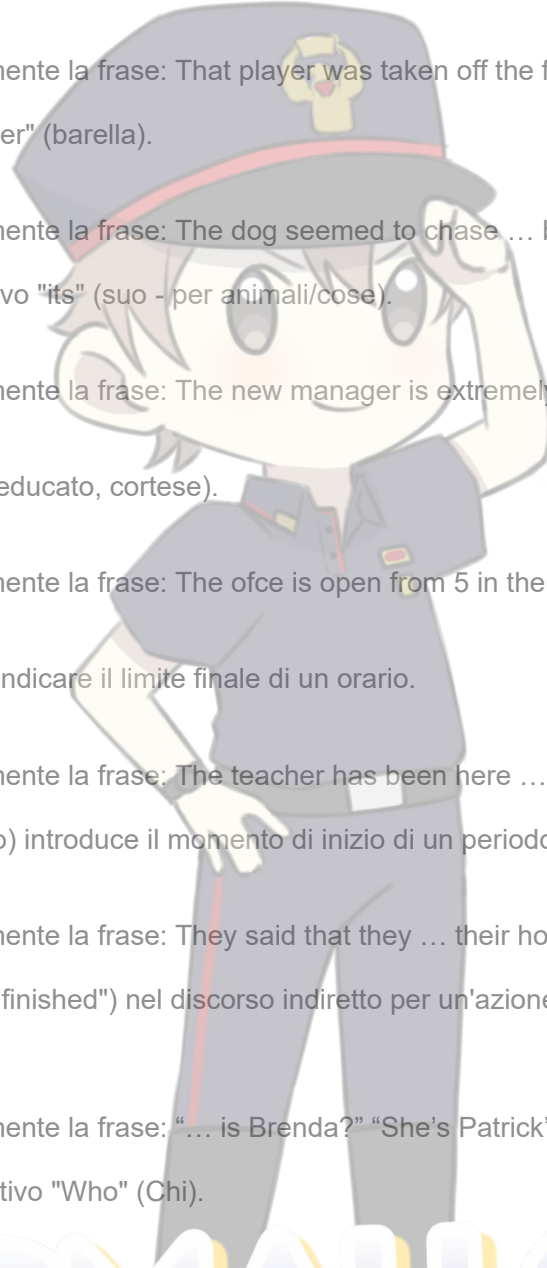 mente la frase: That player was taken off the f
er" (barella).
mente la frase: The dog seemed to chase … b
vo "its" (suo - per animali/cose).
mente la frase: The new manager is extremely
educato, cortese).
mente la frase: The ofce is open from 5 in the
ndicare il limite finale di un orario.
mente la frase: The teacher has been here …
o) introduce il momento di inizio di un periodo
mente la frase: They said that they … their ho
finished") nel discorso indiretto per un'azione
mente la frase: “… is Brenda?” “She’s Patrick’
tivo "Who" (Chi).